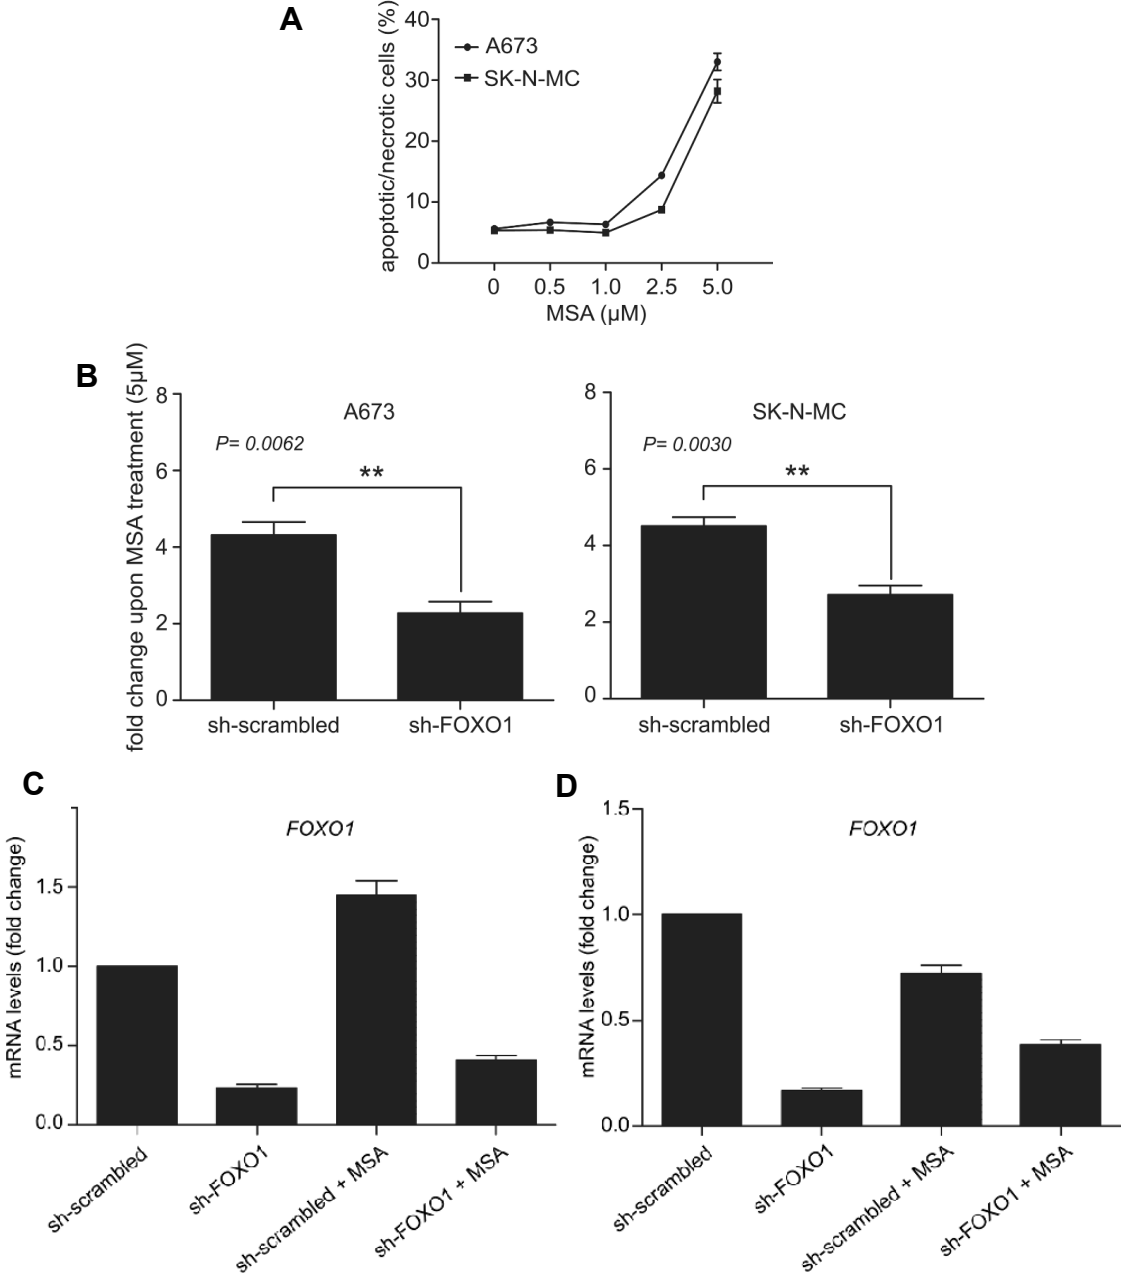 A
apoptotic/necrotic cells (%)
40
30
20
10
0
A673
SK-N-MC
0 0.5 1.0 2.5 5.0
MSA (µM)
B
fold change upon MSA treatment (5µM)
8
6
4
2
0
A673
P= 0.0062
**
sh-scrambled sh-FOXO1
8
6
4
2
0
SK-N-MC
P= 0.0030
**
sh-scrambled sh-FOXO1
C
mRNA levels (fold change)
1.5
1.0
0.5
0.0
FOXO1
sh-scrambled
sh-FOXO1
sh-scrambled + MSA
sh-FOXO1 + MSA
D
mRNA levels (fold change)
1.5
1.0
0.5
0.0
FOXO1
sh-scrambled
sh-FOXO1
sh-scrambled + MSA
sh-FOXO1 + MSA